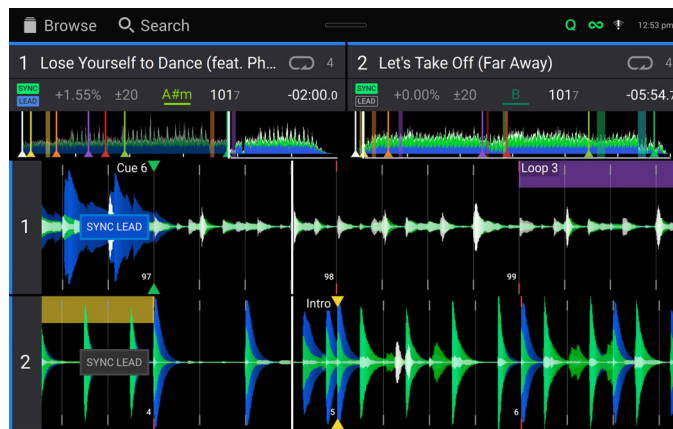 Browse Search Q 12:53 pm
1 Lose Yourself to Dance (feat. Ph... 4
2 Let's Take Off (Far Away) 4
SYNC
LEAD
+1.55% ±20 A#m 1017 -02:00.0
SYNC
LEAD
+0.00% ±20 B 1017 -05:54.7
Cue 6
Loop 3
1
SYNC LEAD
97
98
99
Intro
2
SYNC LEAD
4
5
6